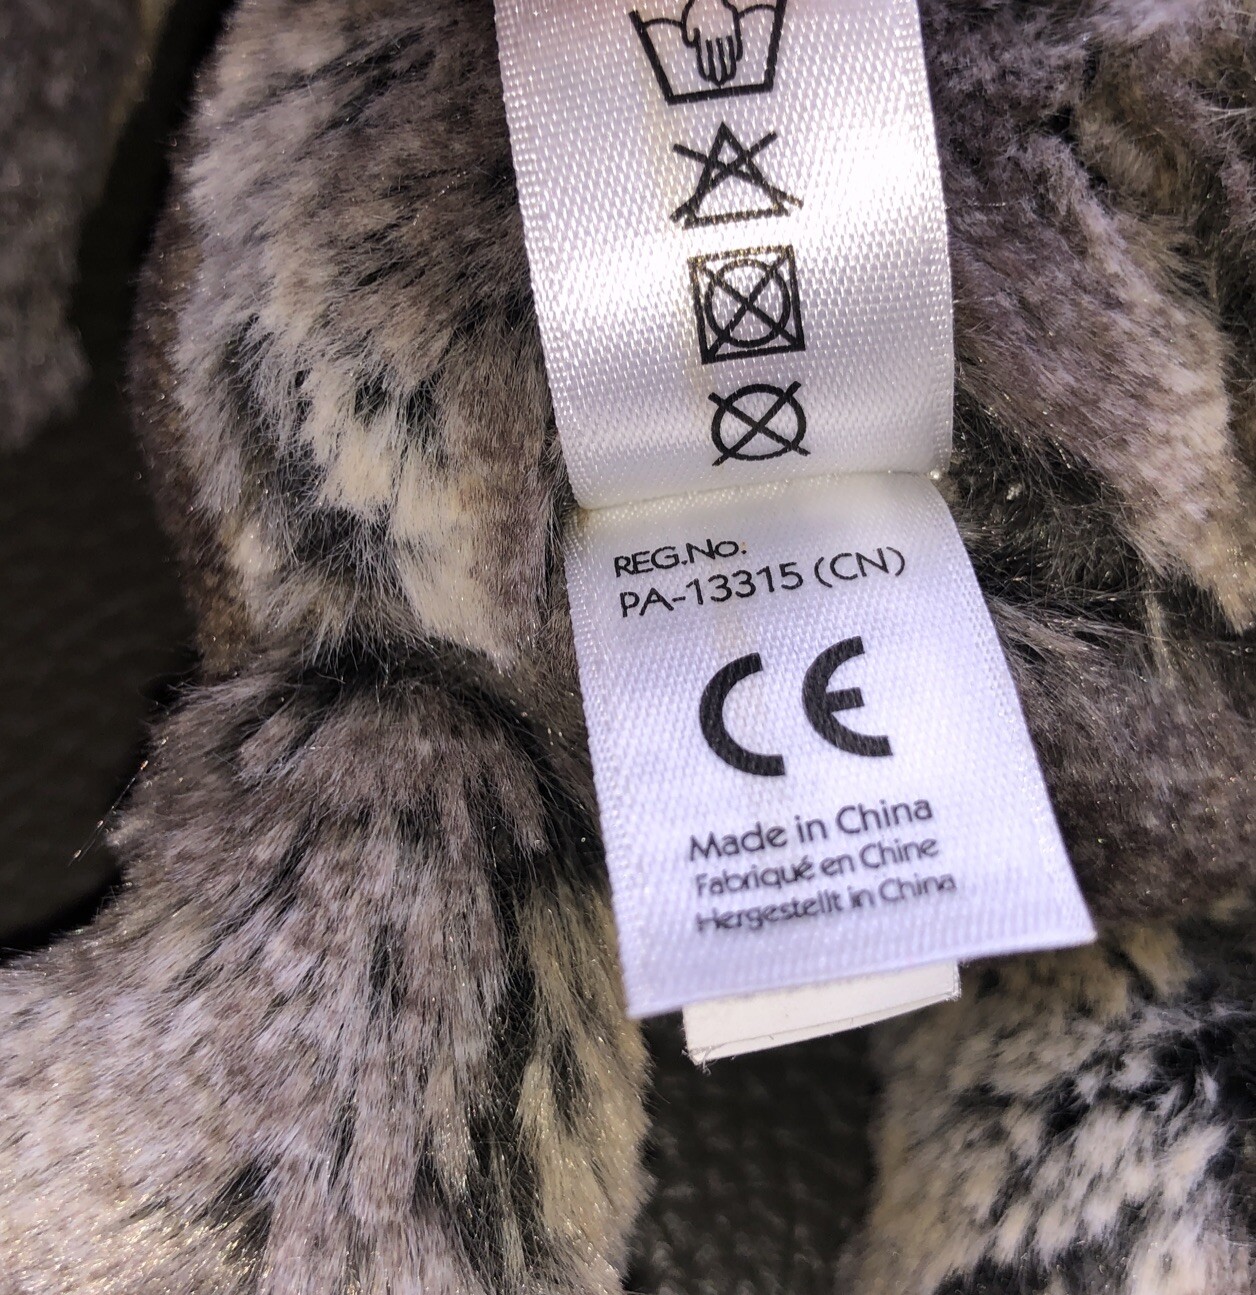 REG.No.
PA-13315 (CN)
CE
Made in China
Fabriqué en Chine
Hergestellt in China